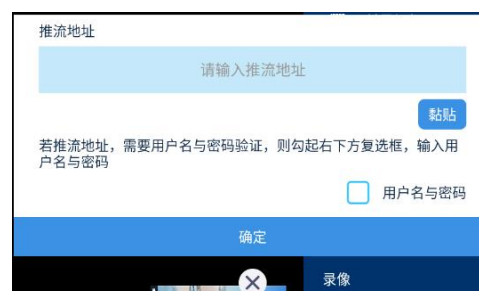 推流地址
请输入推流地址
黏贴
若推流地址，需要用户名与密码验证，则勾起右下方复选框，输入用
户名与密码
用户名与密码
确定
录像